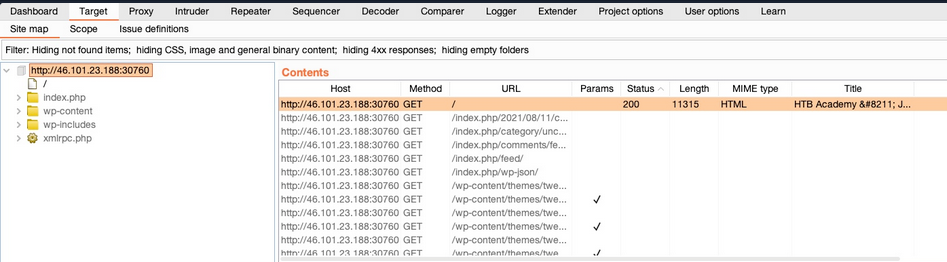 Dashboard Target Proxy Intruder Repeater Sequencer Decoder Comparer Logger Extender Project options User options Learn
Site map Scope Issue definitions
Filter: Hiding not found items; hiding CSS, image and general binary content; hiding 4xx responses; hiding empty folders
http://46.101.23.188:30760
/
index.php
wp-content
wp-includes
xmlrpc.php
Contents
Host Method URL Params Status Length MIME type Title
http://46.101.23.188:30760 GET / 200 11315 HTML HTB Academy &#8211; J...
http://46.101.23.188:30760 GET /index.php/2021/08/11/c...
http://46.101.23.188:30760 GET /index.php/category/unc...
http://46.101.23.188:30760 GET /index.php/comments/fe...
http://46.101.23.188:30760 GET /index.php/feed/
http://46.101.23.188:30760 GET /index.php/wp-json/
http://46.101.23.188:30760 GET /wp-content/themes/twe...
http://46.101.23.188:30760 GET /wp-content/themes/twe... ✓
http://46.101.23.188:30760 GET /wp-content/themes/twe...
http://46.101.23.188:30760 GET /wp-content/themes/twe... ✓
http://46.101.23.188:30760 GET /wp-content/themes/twe...
http://46.101.23.188:30760 GET /wp-content/themes/twe... ✓